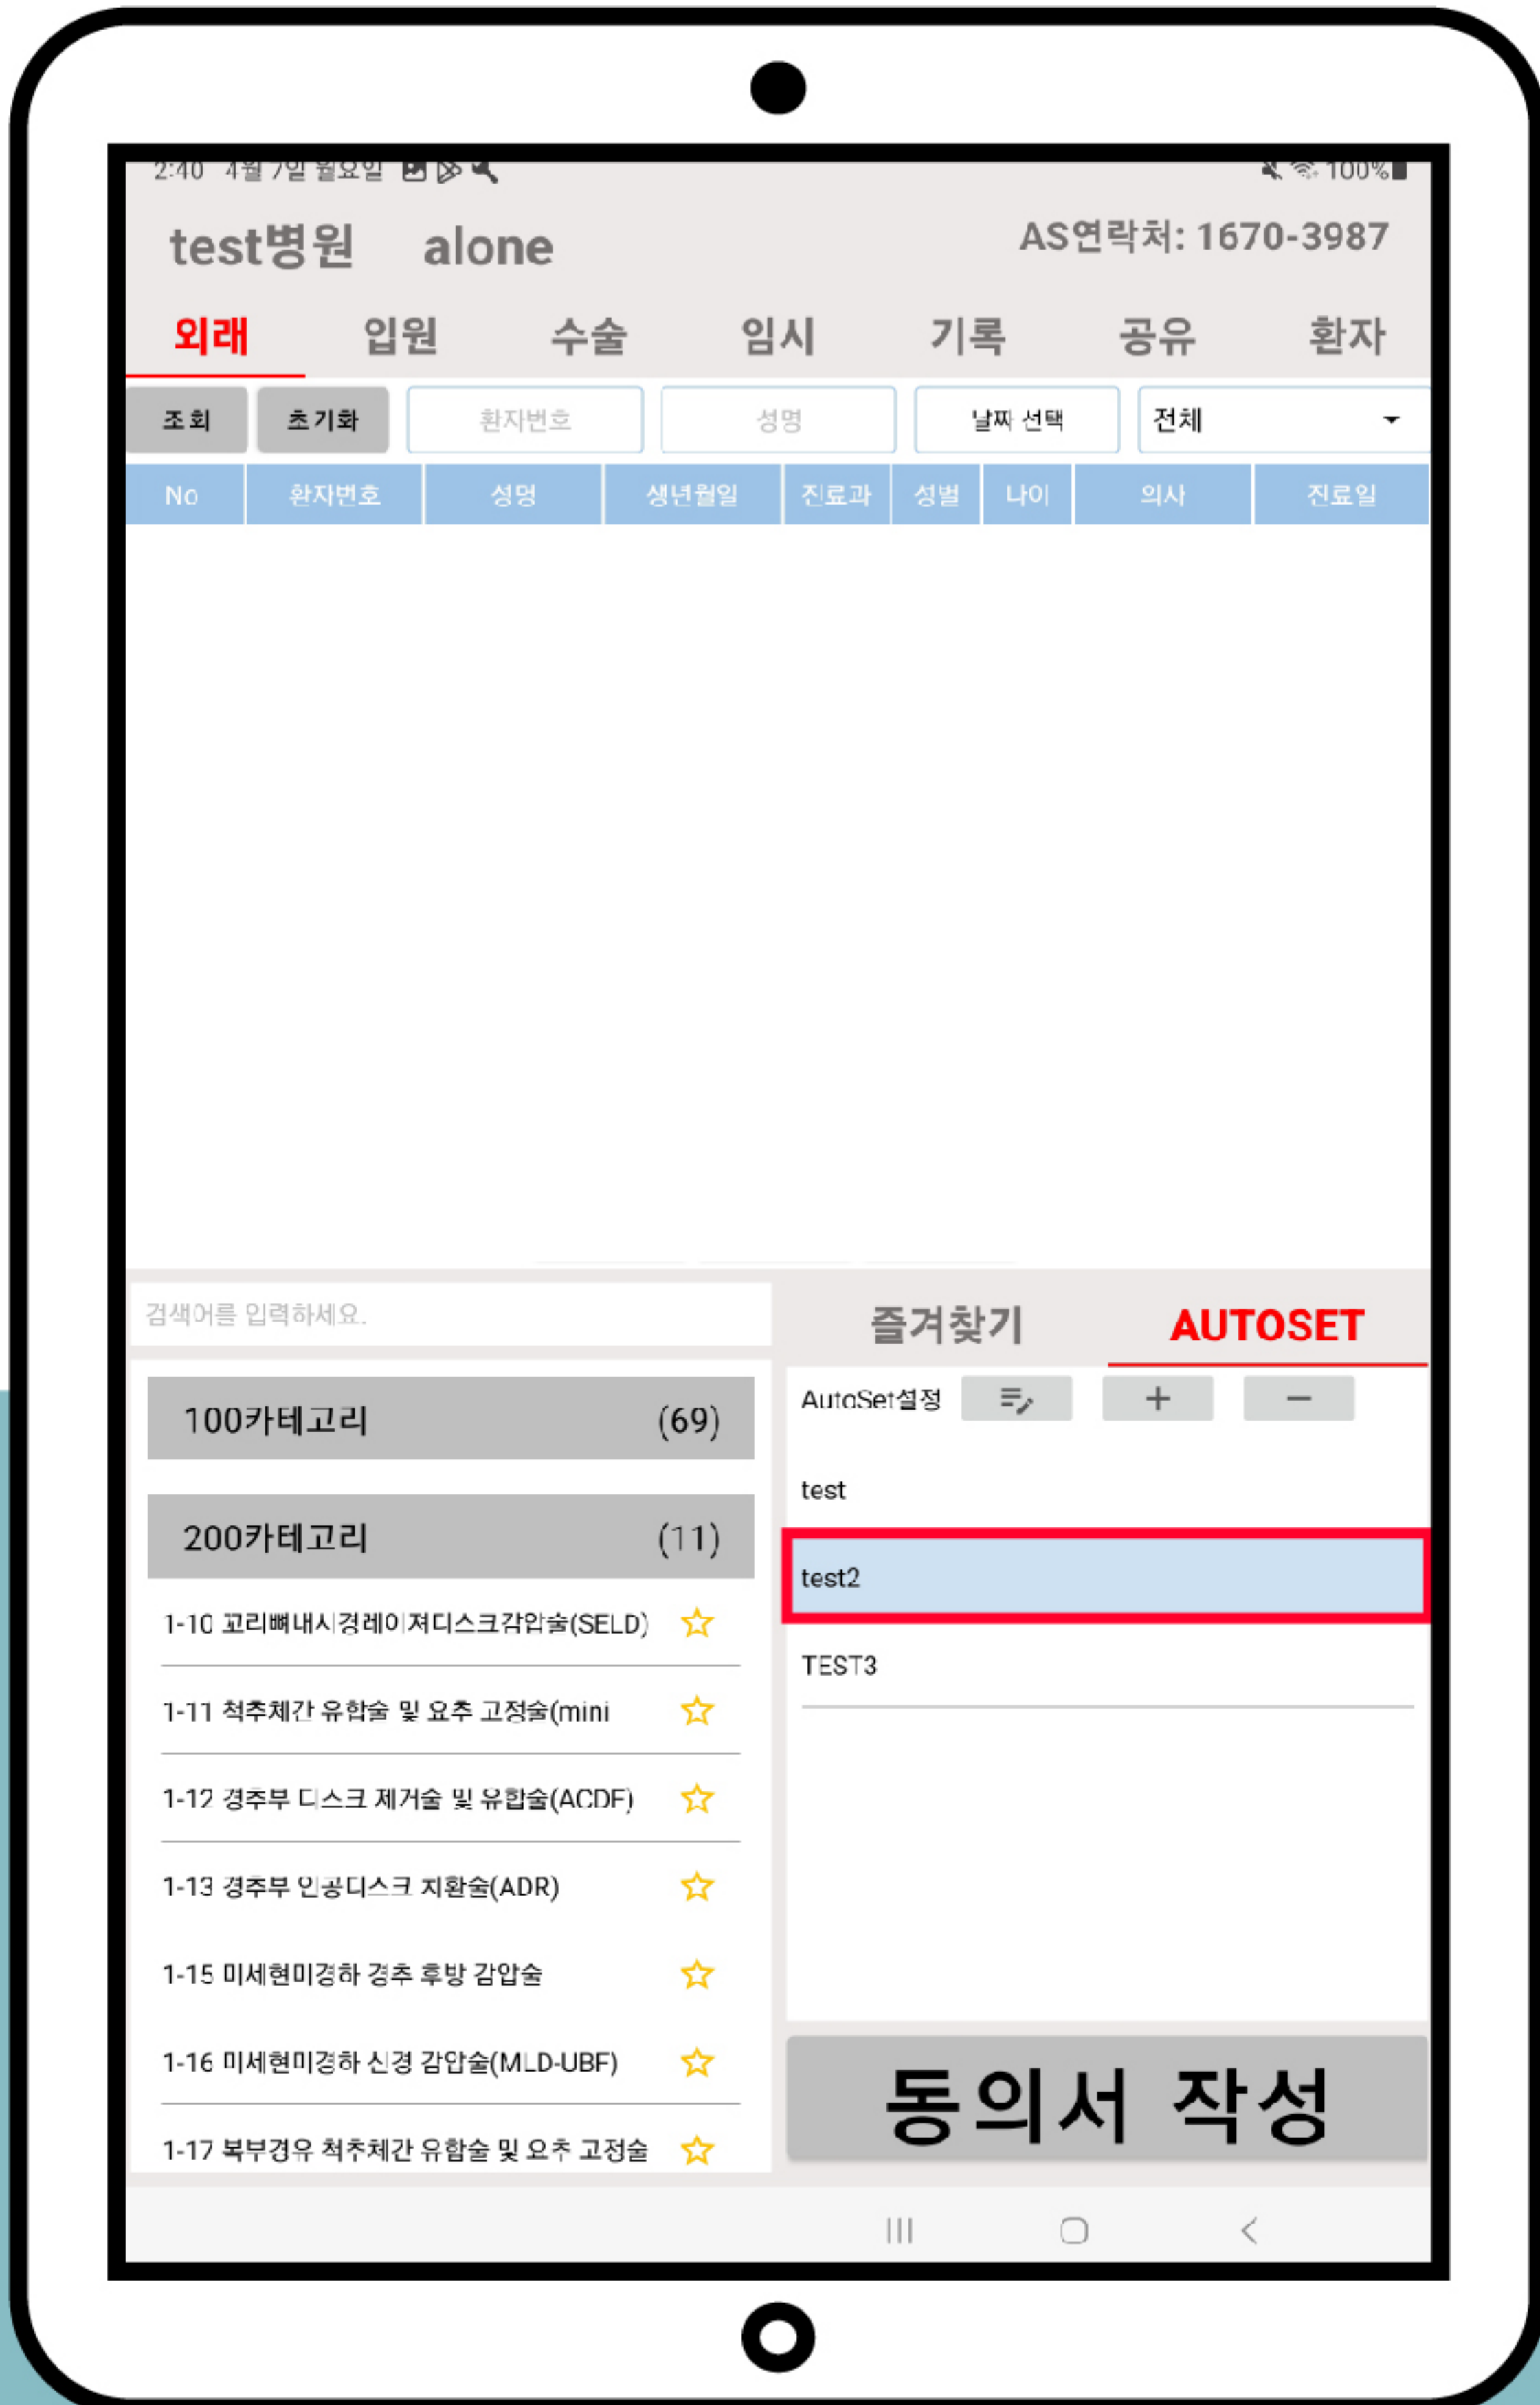 2:40 4월 7일 월요일 100%
test병원 alone AS연락처: 1670-3987
외래 입원 수술 임시 기록 공유 환자
조회 초기화 환자번호 성명 날짜 선택 전체
No 환자번호 성명 생년월일 진료과 성별 나이 의사 진료일
검색어를 입력하세요.
즐겨찾기 AUTOSET
100카테고리 (69)
200카테고리 (11)
1-10 꼬리뼈내시경레이져디스크감압술(SELD)
1-11 척추체간 유합술 및 요추 고정술(mini
1-12 경추부 디스크 제거술 및 유합술(ACDF)
1-13 경추부 인공디스크 치환술(ADR)
1-15 미세현미경하 경추 후방 감압술
1-16 미세현미경하 신경 감압술(MLD-UBF)
1-17 복부경유 척추체간 유합술 및 요추 고정술
AutoSet설정
test
test2
TEST3
동의서 작성